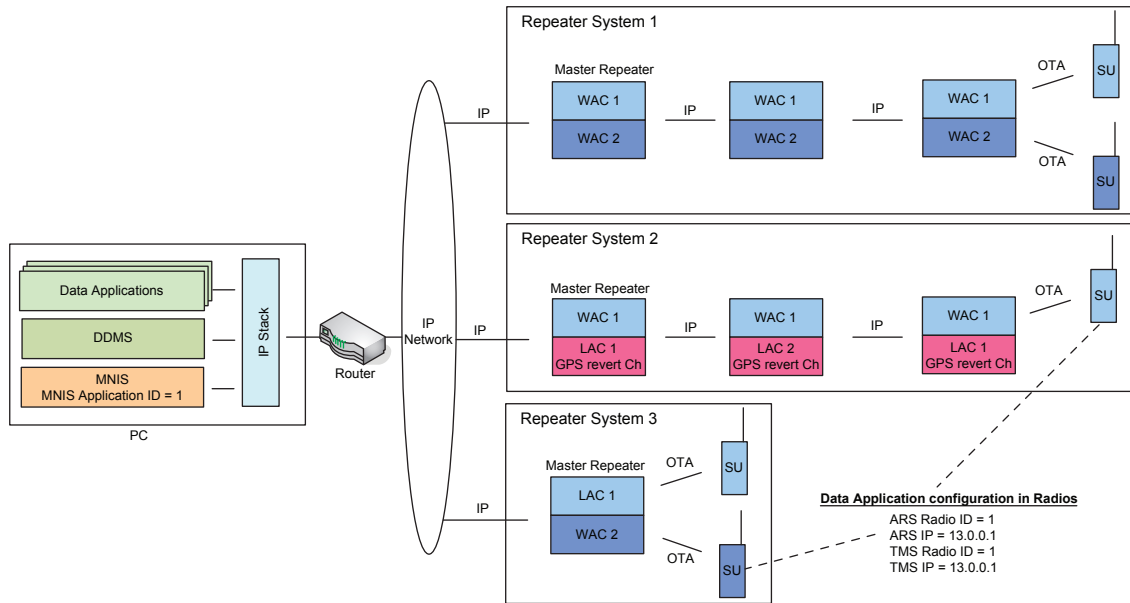 Repeater System 1
Master Repeater
WAC 1
WAC 2
IP
IP
WAC 1
WAC 2
IP
WAC 1
WAC 2
OTA
SU
OTA
SU
Repeater System 2
Master Repeater
WAC 1
LAC 1
GPS revert Ch
IP
IP
WAC 1
LAC 2
GPS revert Ch
IP
WAC 1
LAC 1
GPS revert Ch
OTA
SU
Data Applications
DDMS
MNIS
MNIS Application ID = 1
IP Stack
PC
Router
IP
Network
Repeater System 3
Master Repeater
LAC 1
WAC 2
IP
OTA
SU
OTA
SU
Data Application configuration in Radios
ARS Radio ID = 1
ARS IP = 13.0.0.1
TMS Radio ID = 1
TMS IP = 13.0.0.1